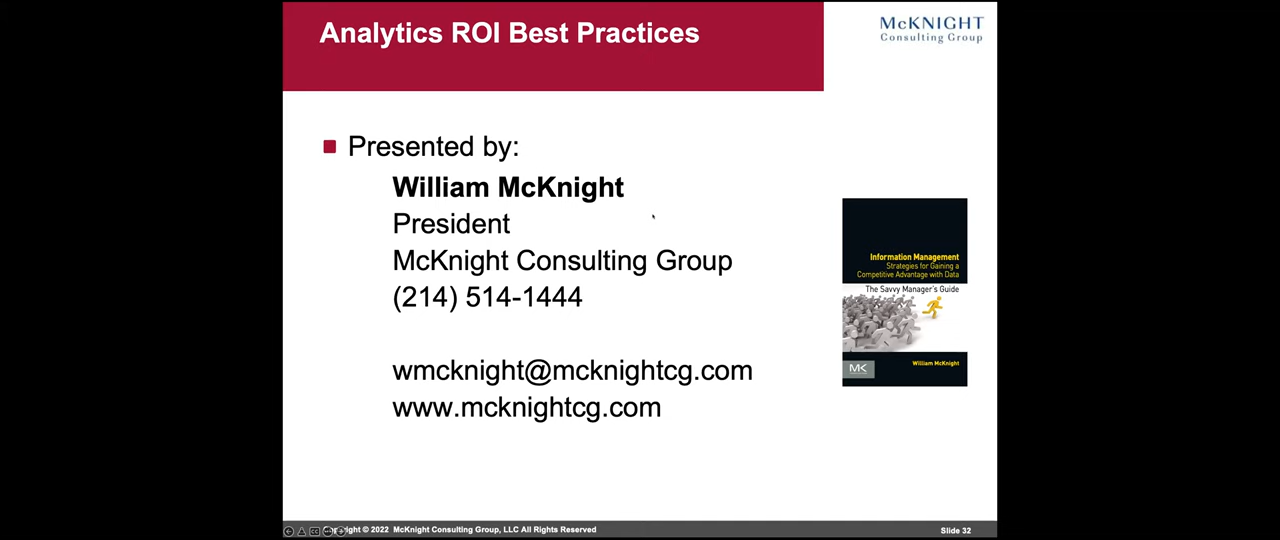 Analytics ROI Best Practices
McKNIGHT
Consulting Group
Presented by:
William McKnight
President
McKnight Consulting Group
(214) 514-1444
wmcknight@mcknightcg.com
www.mcknightcg.com
Information Management
Strategies for Gaining a
Competitive Advantage with Data
The Savvy Manager's Guide
William McKnight
MK
Copyright © 2022 McKnight Consulting Group, LLC All Rights Reserved
Slide 32